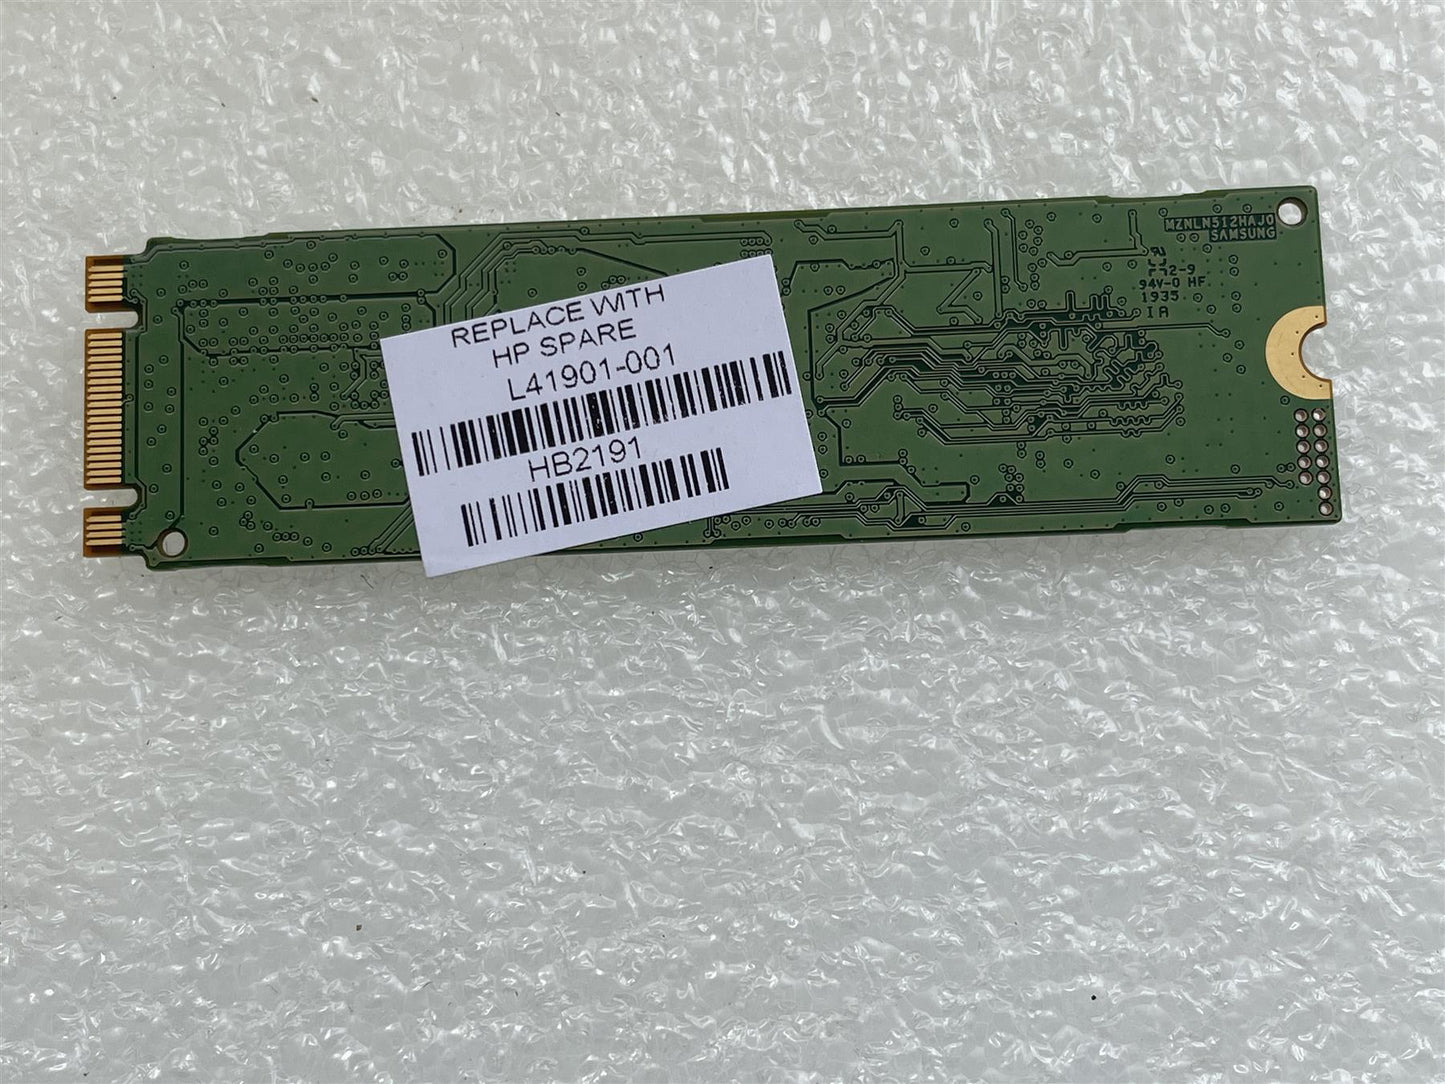 REPLACE WITH
HP SPARE
L41901-001
HB2191
MZNLN512HAJQ
SAMSUNG
94V-0 HF
1935